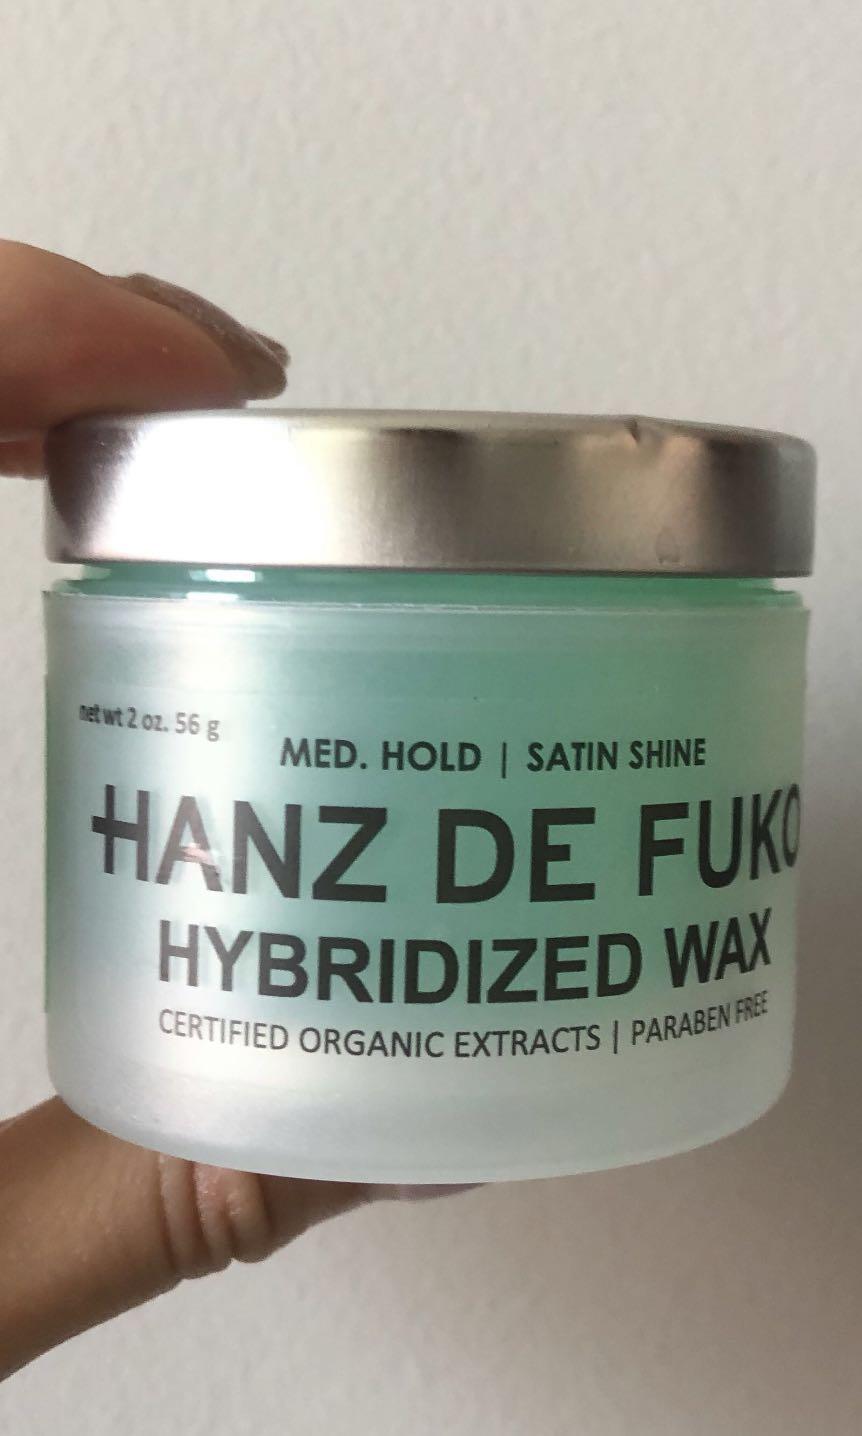 net wt 2 oz. 56 g
MED. HOLD | SATIN SHINE
HANZ DE FUKO
HYBRIDIZED WAX
CERTIFIED ORGANIC EXTRACTS | PARABEN FREE